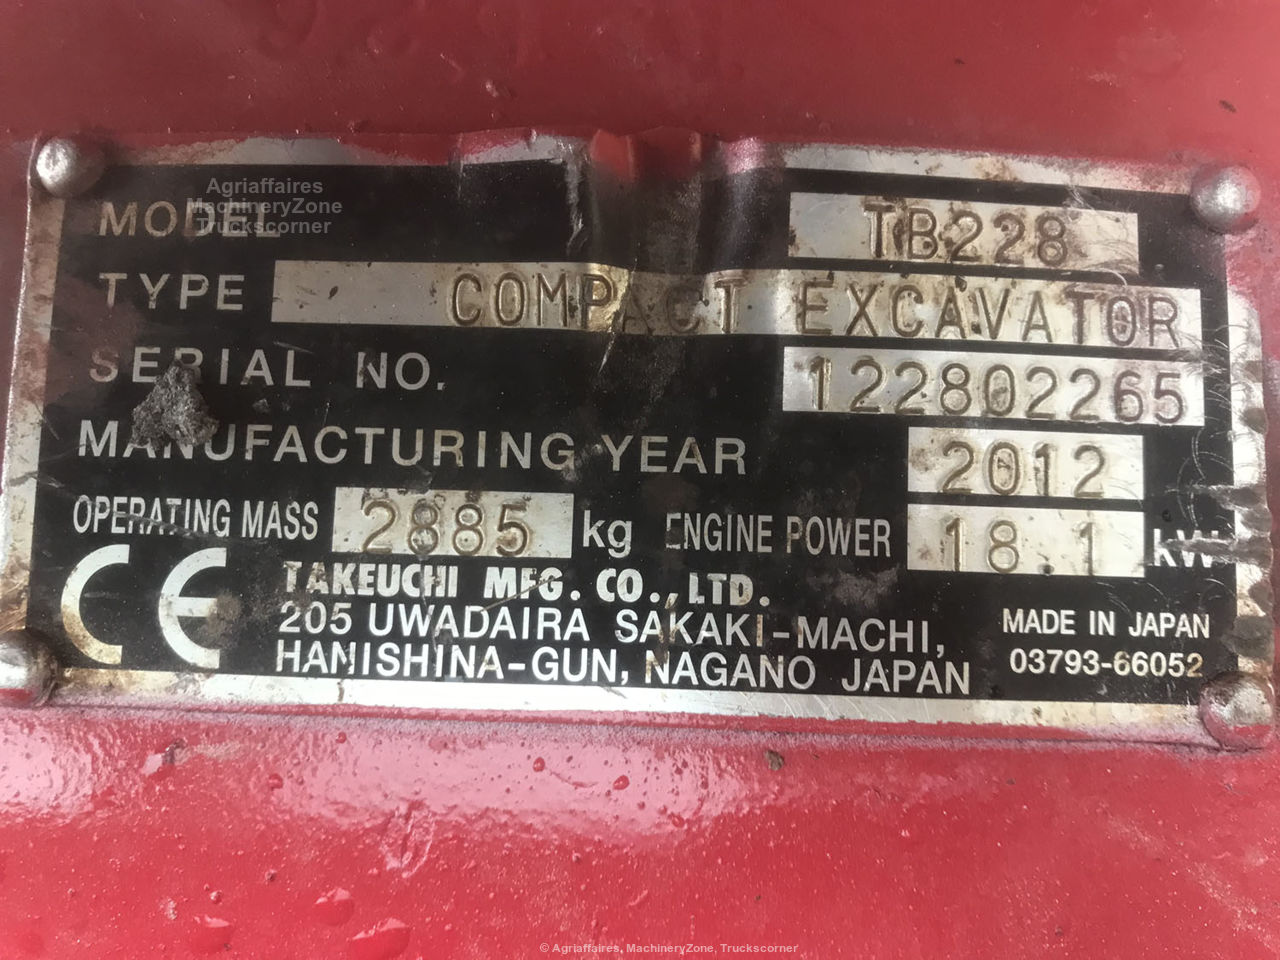 Agriaffaires
MachineryZone
Truckscorner
MODEL TB228
TYPE COMPACT EXCAVATOR
SERIAL NO. 122802265
MANUFACTURING YEAR 2012
OPERATING MASS 2885 kg ENGINE POWER 18.1 kW
CE
TAKEUCHI MFG. CO., LTD.
205 UWADAIRA SAKAKI-MACHI,
HANISHINA-GUN, NAGANO JAPAN
MADE IN JAPAN
03793-66052
© Agriaffaires, MachineryZone, Truckscorner